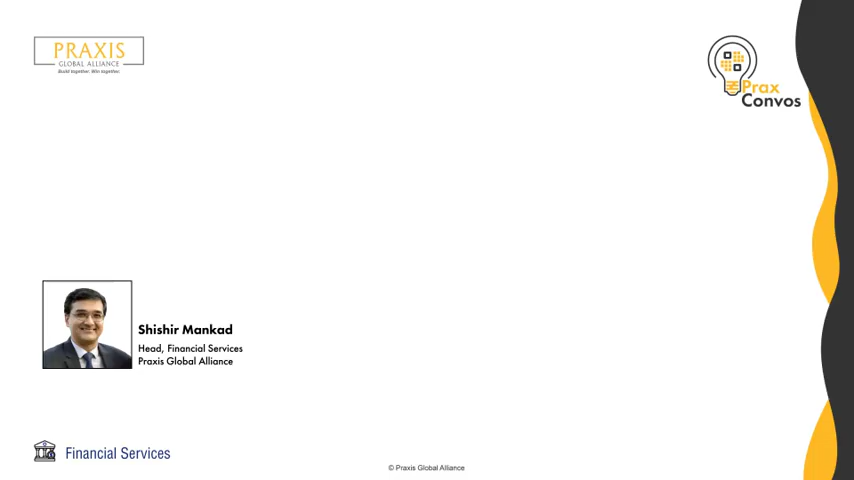 PRAXIS
GLOBAL ALLIANCE
Build together. Win together.
Prax
Convos
Shishir Mankad
Head, Financial Services
Praxis Global Alliance
Financial Services
© Praxis Global Alliance